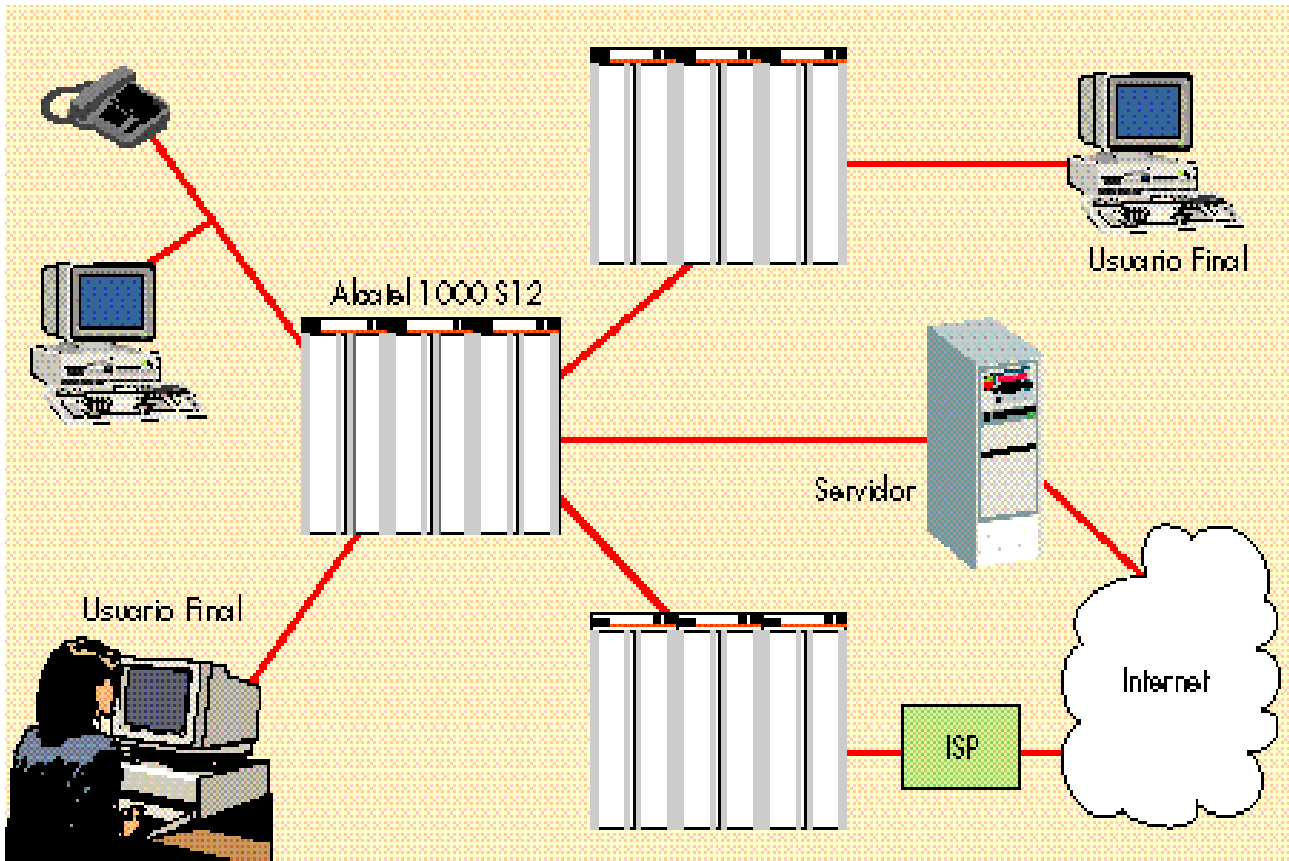 Alcatel 1000 S12
Usuario Final
Servidor
Usuario Final
Internet
ISP